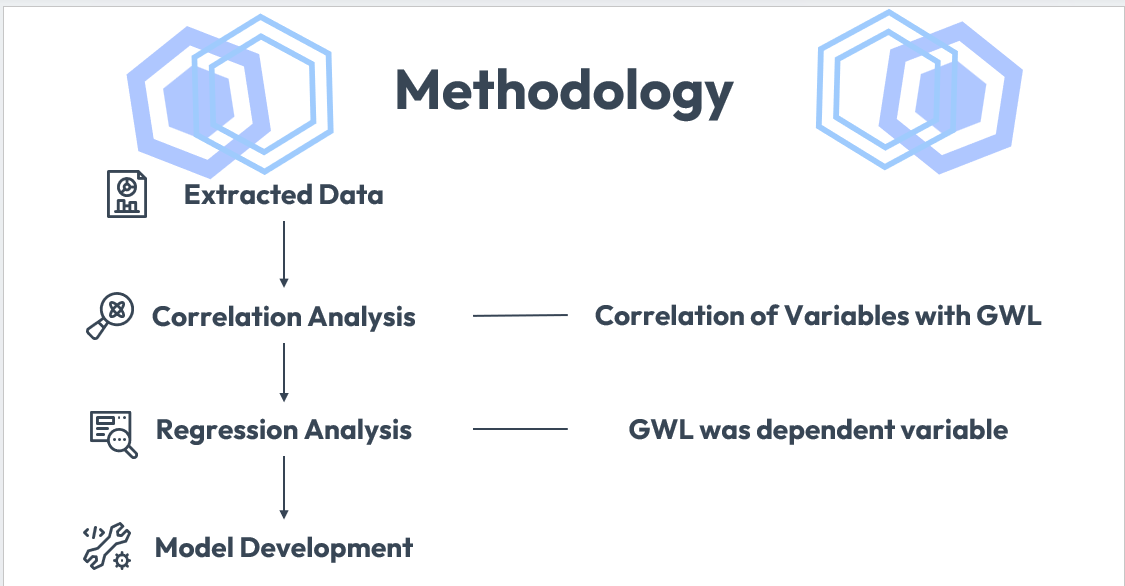 Methodology
Extracted Data
Correlation Analysis
Correlation of Variables with GWL
Regression Analysis
GWL was dependent variable
Model Development